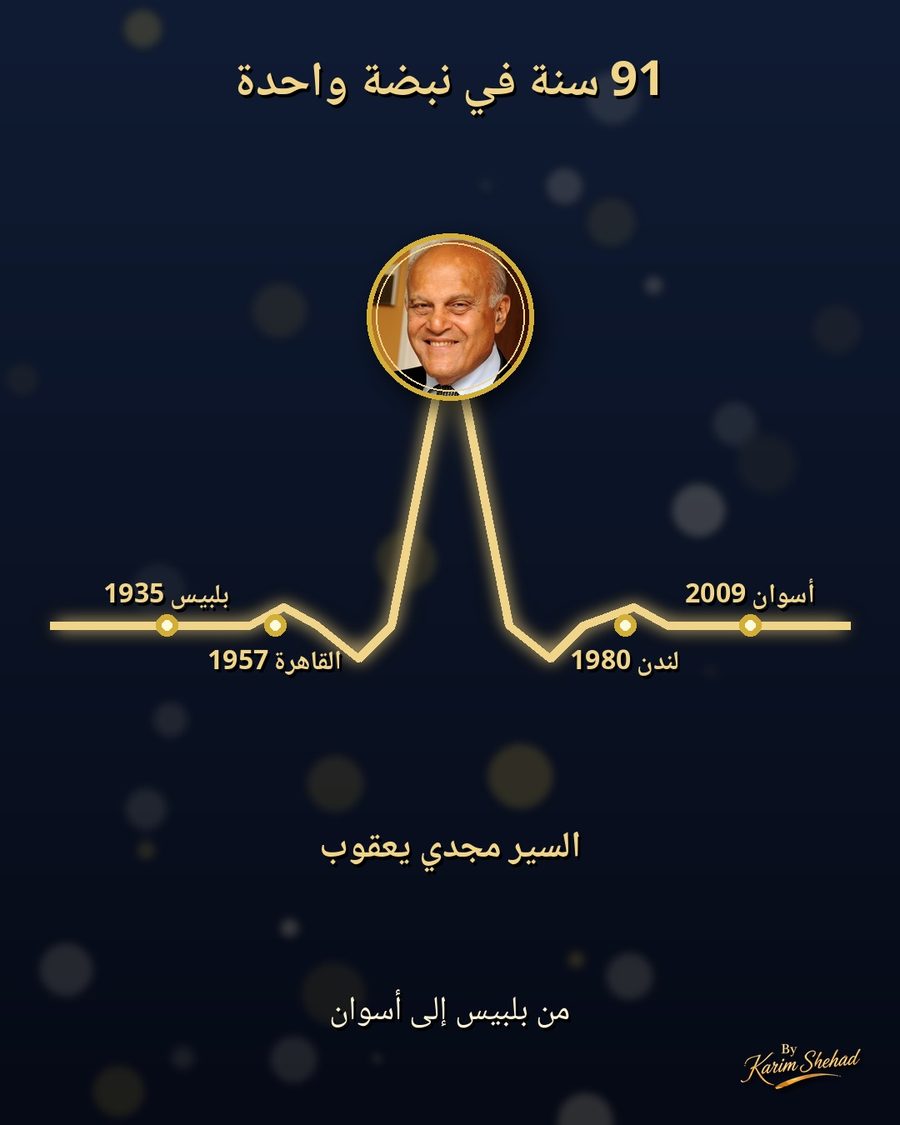 91 سنة في نبضة واحدة
بلبيس 1935
أسوان 2009
القاهرة 1957
لندن 1980
السير مجدي يعقوب
من بلبيس إلى أسوان
By
Karim Shehad